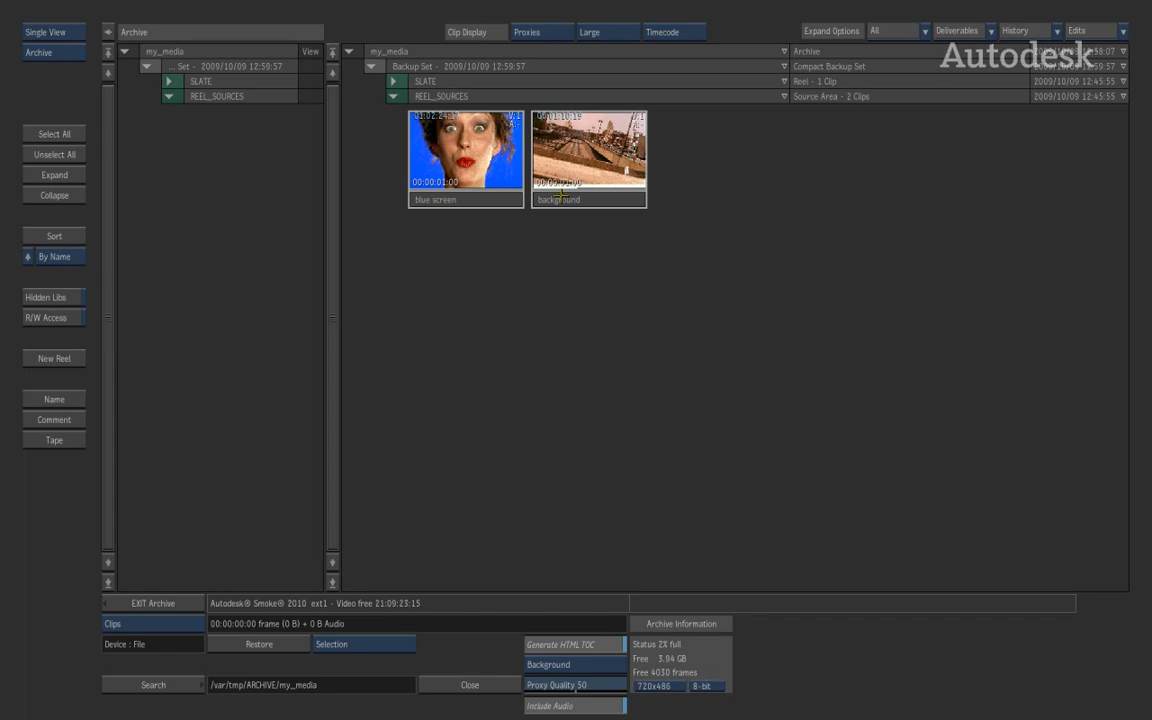 Single View
Archive
Proxies
Large
Timecode
Clip Display
Expand Options
All
Deliverables
History
Edits
Archive
my_media
View
my_media
Archive
Autodesk
... Set - 2009/10/09 12:59:57
Backup Set - 2009/10/09 12:59:57
Compact Backup Set
SLATE
SLATE
Reel - 1 Clip
2009/10/09 12:45:55
REEL_SOURCES
REEL_SOURCES
Source Area - 2 Clips
2009/10/09 12:45:55
00:00:01:00
blue screen
background
Select All
Unselect All
Expand
Collapse
Sort
By Name
Hidden Libs
R/W Access
New Reel
Name
Comment
Tape
EXIT Archive
Autodesk® Smoke® 2010 ext1 - Video free 21:09:23:15
Clips
00:00:00:00 frame (0 B) + 0 B Audio
Archive Information
Device : File
Restore
Selection
Generate HTML TOC
Status 2% full
Background
Free 3.94 GB
Free 4030 frames
Search
/var/tmp/ARCHIVE/my_media
Close
Proxy Quality 50
720x486
8-bit
Include Audio